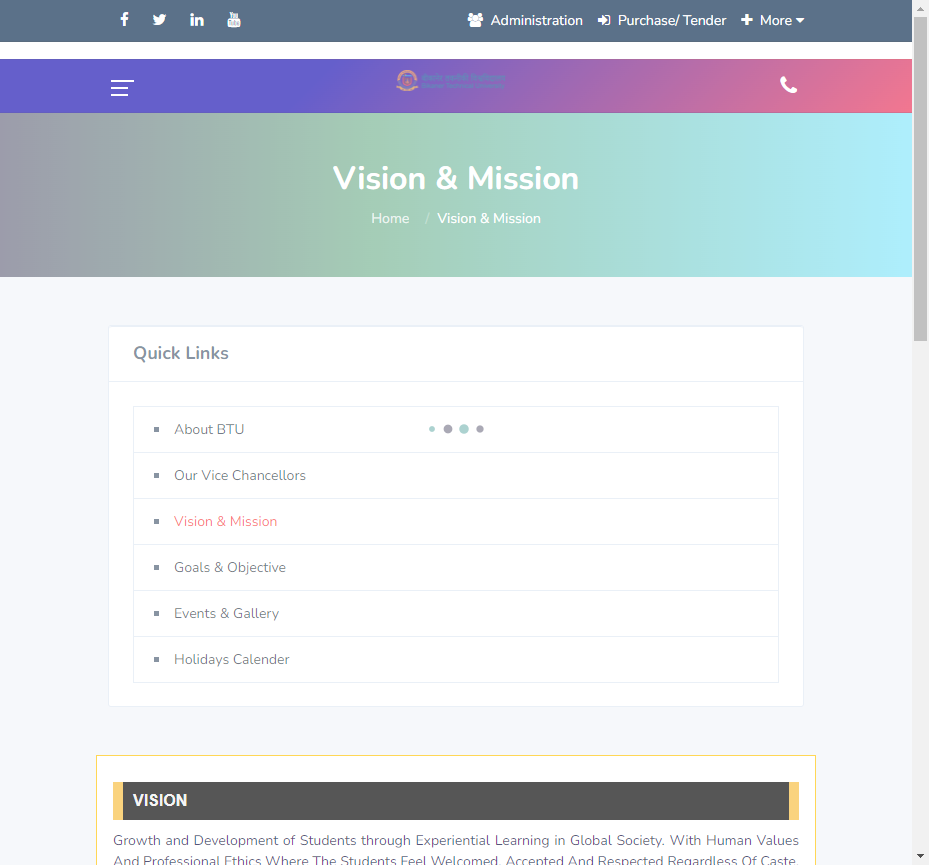 Administration Purchase/ Tender More
Vision & Mission
Home / Vision & Mission
Quick Links
About BTU
Our Vice Chancellors
Vision & Mission
Goals & Objective
Events & Gallery
Holidays Calender
VISION
Growth and Development of Students through Experiential Learning in Global Society. With Human Values
And Professional Ethics Where The Students Feel Welcomed, Accepted And Respected Regardless Of Caste,